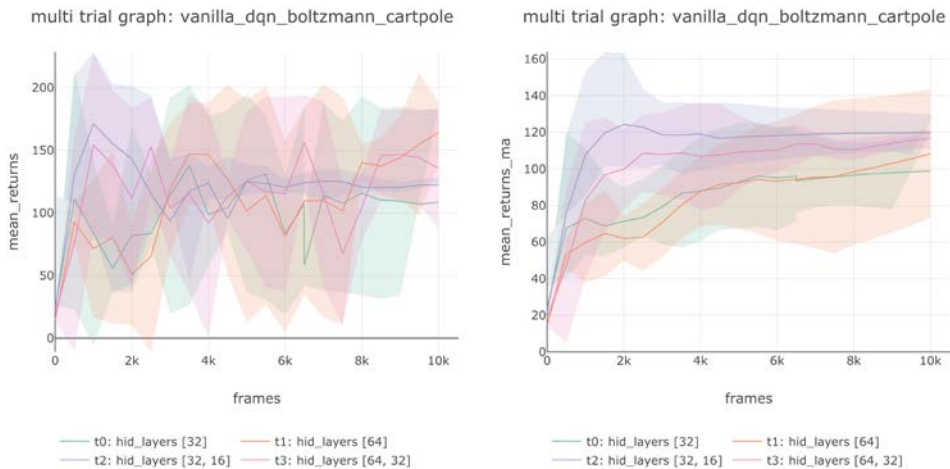 multi trial graph: vanilla_dqn_boltzmann_cartpole
mean_returns
200
150
100
50
0
0 2k 4k 6k 8k 10k
frames
t0: hid_layers [32] t1: hid_layers [64]
t2: hid_layers [32, 16] t3: hid_layers [64, 32]
multi trial graph: vanilla_dqn_boltzmann_cartpole
mean_returns_ma
160
140
120
100
80
60
40
20
0
0 2k 4k 6k 8k 10k
frames
t0: hid_layers [32] t1: hid_layers [64]
t2: hid_layers [32, 16] t3: hid_layers [64, 32]